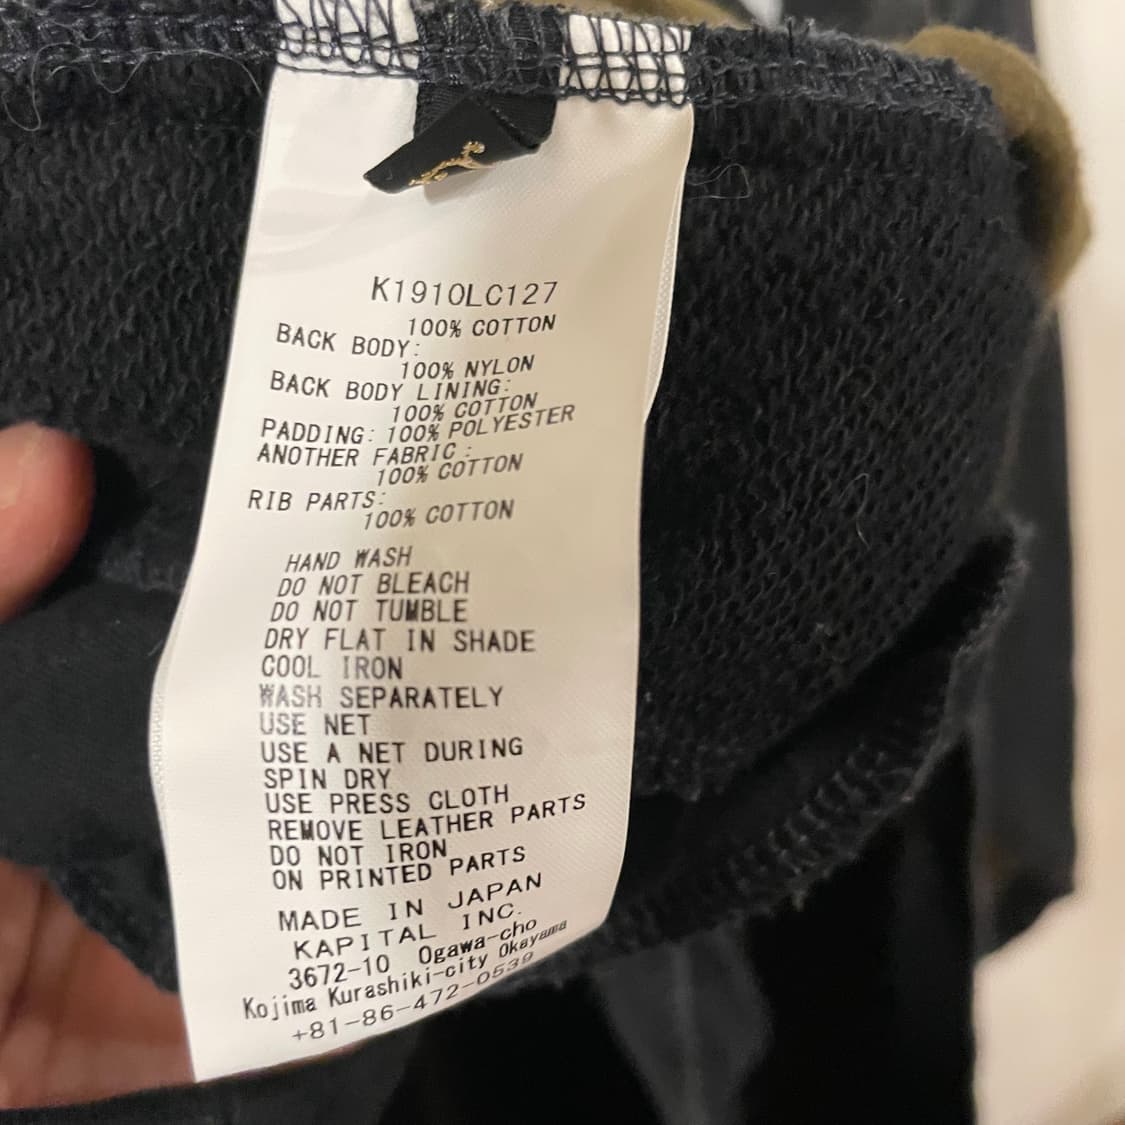 K1910LC127
100% COTTON
BACK BODY:
100% NYLON
BACK BODY LINING:
100% COTTON
PADDING: 100% POLYESTER
ANOTHER FABRIC:
100% COTTON
RIB PARTS:
100% COTTON
HAND WASH
DO NOT BLEACH
DO NOT TUMBLE
DRY FLAT IN SHADE
COOL IRON
WASH SEPARATELY
USE NET
USE A NET DURING
SPIN DRY
USE PRESS CLOTH
REMOVE LEATHER PARTS
DO NOT IRON
ON PRINTED PARTS
MADE IN JAPAN
KAPITAL INC.
3672-10 Ogawa-cho
Kojima Kurashiki-city Okayama
+81-86-472-0539